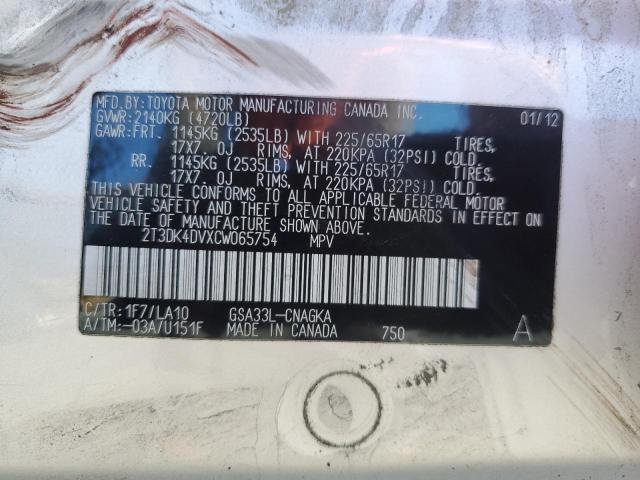 MFD.BY:TOYOTA MOTOR MANUFACTURING CANADA INC. 01/12
GVWR:2140KG (4720LB)
GAWR:FRT. 1145KG (2535LB) WITH 225/65R17 TIRES,
17X7. OJ RIMS, AT 220KPA (32PSI) COLD.
RR. 1145KG (2535LB) WITH 225/65R17 TIRES,
17X7. OJ RIMS, AT 220KPA (32PSI) COLD.
THIS VEHICLE CONFORMS TO ALL APPLICABLE FEDERAL MOTOR
VEHICLE SAFETY AND THEFT PREVENTION STANDARDS IN EFFECT ON
THE DATE OF MANUFACTURE SHOWN ABOVE.
2T3DK4DVXCW065754 MPV
C/TR:1F7/LA10 GSA33L-CNAGKA
A/TM:-03A/U151F MADE IN CANADA 750 A